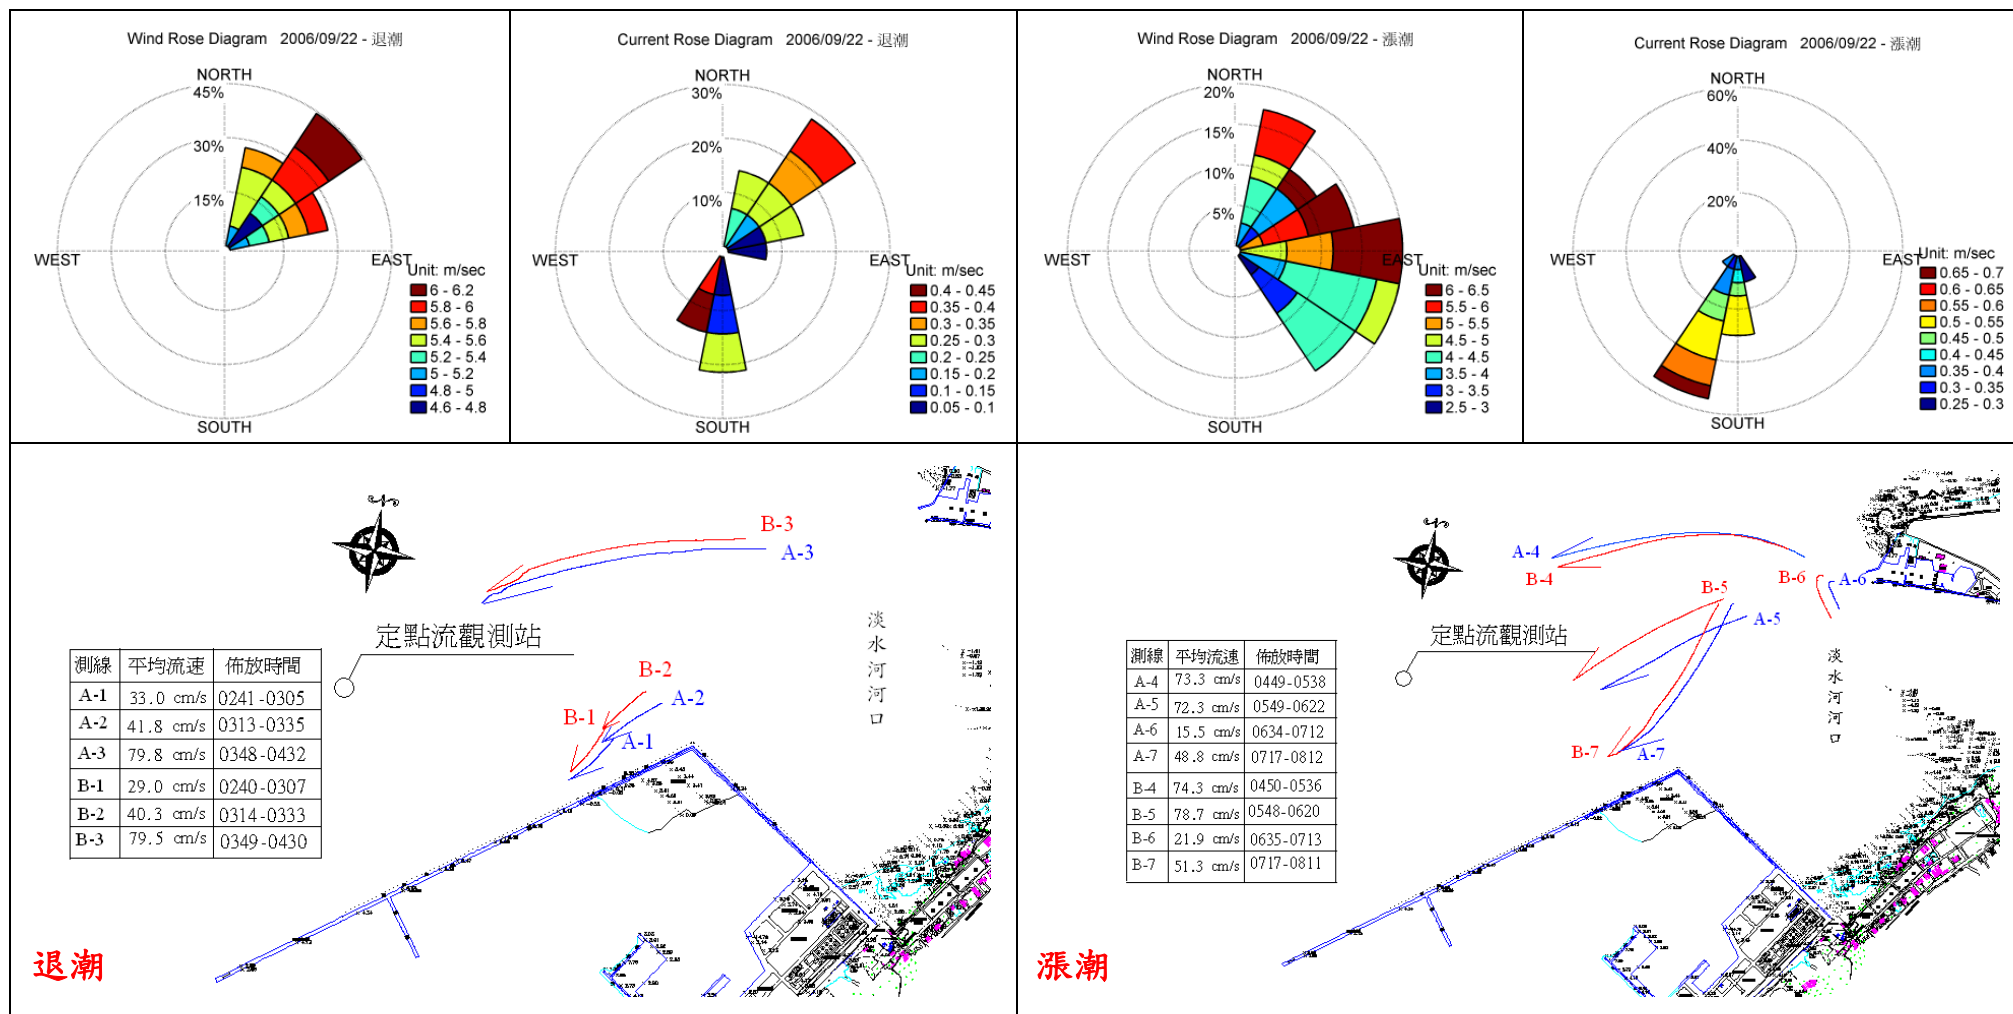 Wind Rose Diagram 2006/09/22 - 退潮
NORTH
45%
30%
15%
WEST
EAST
SOUTH
Unit: m/sec
6 - 6.2
5.8 - 6
5.6 - 5.8
5.4 - 5.6
5.2 - 5.4
5 - 5.2
4.8 - 5
4.6 - 4.8
Current Rose Diagram 2006/09/22 - 退潮
NORTH
30%
20%
10%
WEST
EAST
SOUTH
Unit: m/sec
0.4 - 0.45
0.35 - 0.4
0.3 - 0.35
0.25 - 0.3
0.2 - 0.25
0.15 - 0.2
0.1 - 0.15
0.05 - 0.1
Wind Rose Diagram 2006/09/22 - 漲潮
NORTH
20%
15%
10%
5%
WEST
EAST
SOUTH
Unit: m/sec
6 - 6.5
5.5 - 6
5 - 5.5
4.5 - 5
4 - 4.5
3.5 - 4
3 - 3.5
2.5 - 3
Current Rose Diagram 2006/09/22 - 漲潮
NORTH
60%
40%
20%
WEST
EAST
SOUTH
Unit: m/sec
0.65 - 0.7
0.6 - 0.65
0.55 - 0.6
0.5 - 0.55
0.45 - 0.5
0.4 - 0.45
0.35 - 0.4
0.3 - 0.35
0.25 - 0.3
B-3
A-3
定點流觀測站
淡水河河口
B-2
A-2
B-1
A-1
測線 平均流速 佈放時間
A-1 33.0 cm/s 0241-0305
A-2 41.8 cm/s 0313-0335
A-3 79.8 cm/s 0348-0432
B-1 29.0 cm/s 0240-0307
B-2 40.3 cm/s 0314-0333
B-3 79.5 cm/s 0349-0430
退潮
A-4
B-4
B-6
A-6
B-5
A-5
定點流觀測站
淡水河河口
B-7
A-7
測線 平均流速 佈放時間
A-4 73.3 cm/s 0449-0538
A-5 72.3 cm/s 0549-0622
A-6 15.5 cm/s 0634-0712
A-7 48.8 cm/s 0717-0812
B-4 74.3 cm/s 0450-0536
B-5 78.7 cm/s 0548-0620
B-6 21.9 cm/s 0635-0713
B-7 51.3 cm/s 0717-0811
漲潮